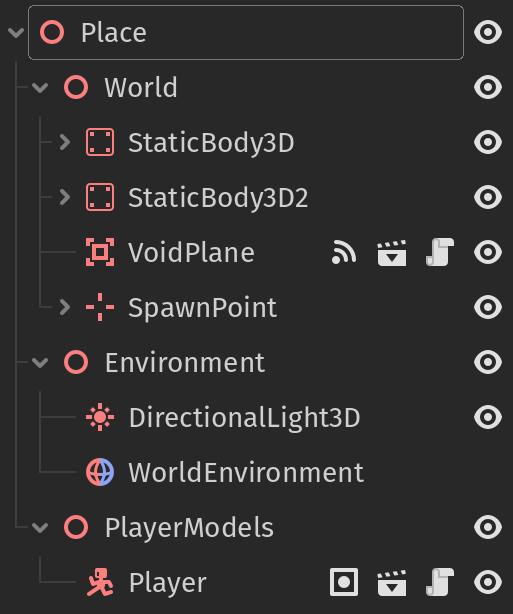 Place
World
StaticBody3D
StaticBody3D2
VoidPlane
SpawnPoint
Environment
DirectionalLight3D
WorldEnvironment
PlayerModels
Player